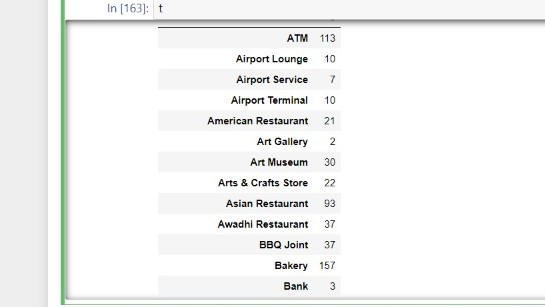 In [163]: t
ATM 113
Airport Lounge 10
Airport Service 7
Airport Terminal 10
American Restaurant 21
Art Gallery 2
Art Museum 30
Arts & Crafts Store 22
Asian Restaurant 93
Awadhi Restaurant 37
BBQ Joint 37
Bakery 157
Bank 3